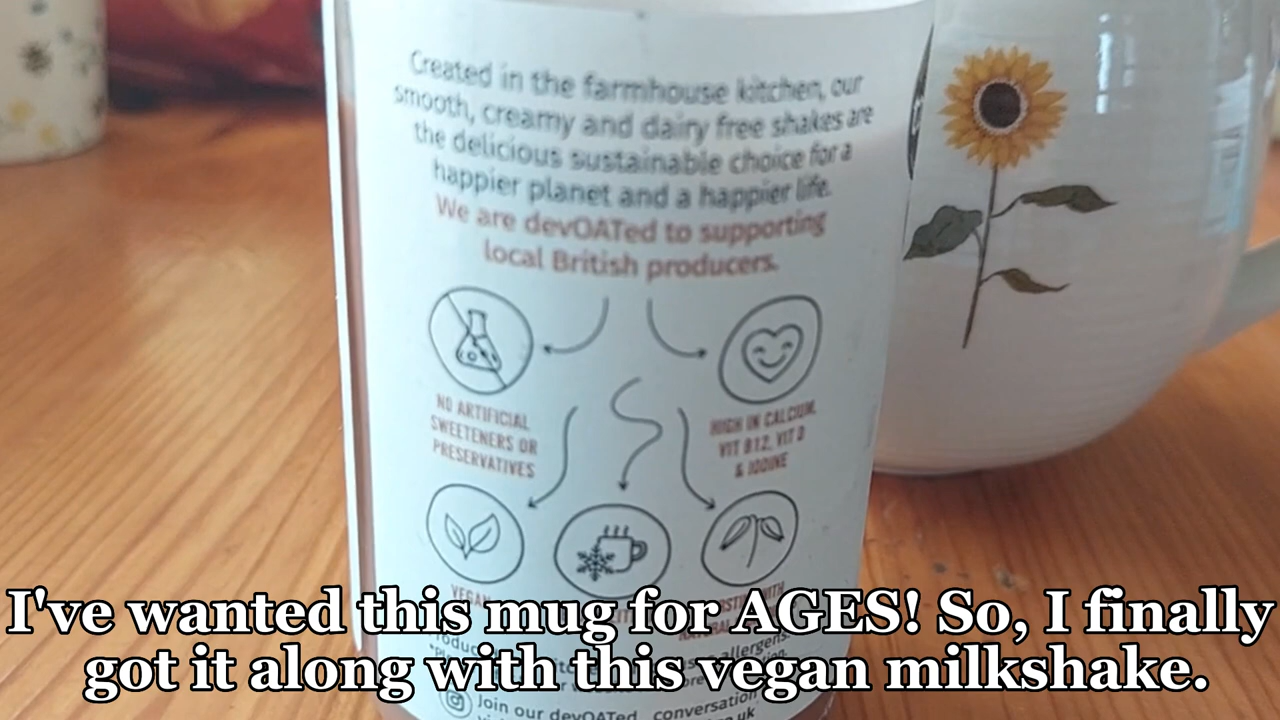 Created in the farmhouse kitchen, our
smooth, creamy and dairy free shakes are
the delicious sustainable choice for a
happier planet and a happier life.
We are devOATed to supporting
local British producers.
NO ARTIFICIAL
SWEETENERS OR
PRESERVATIVES
HIGH IN CALCIUM,
VIT B12, VIT D
& IODINE
VEGAN
I've wanted this mug for AGES! So, I finally
got it along with this vegan milkshake.
allergens.
Join our devOATed conversation
.uk